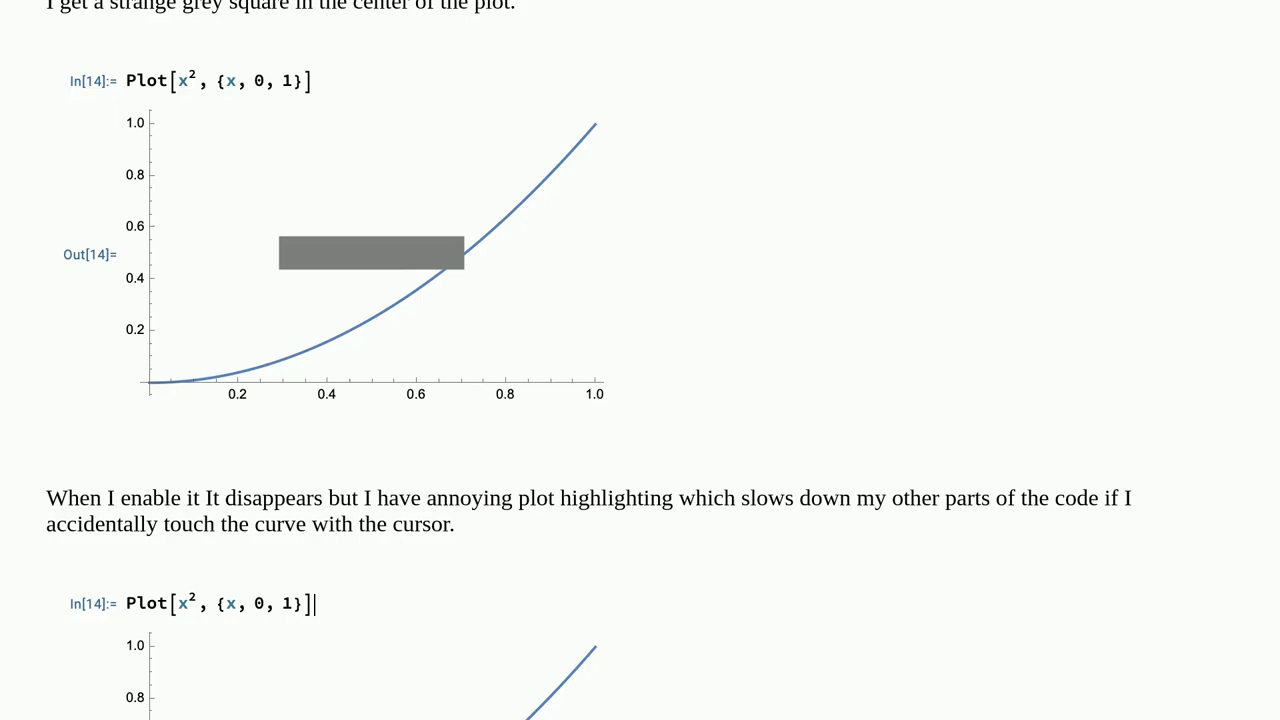 I get a strange grey square in the center of the plot.
In[14]:= Plot[x², {x, 0, 1}]
1.0
0.8
0.6
Out[14]=
0.4
0.2
0.2 0.4 0.6 0.8 1.0
When I enable it It disappears but I have annoying plot highlighting which slows down my other parts of the code if I
accidentally touch the curve with the cursor.
In[14]:= Plot[x², {x, 0, 1}]
1.0
0.8